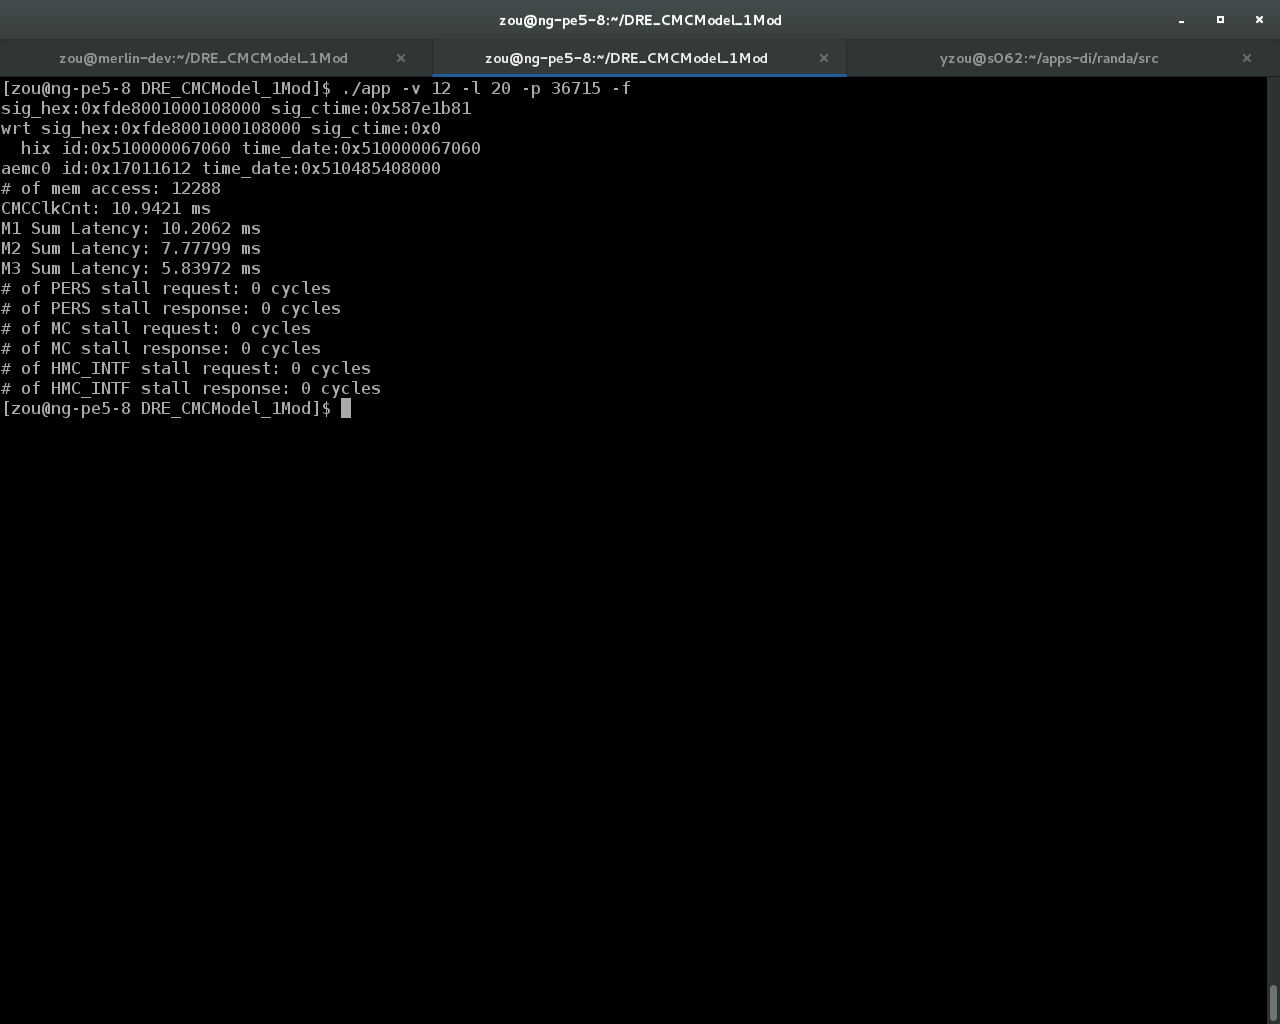 zou@ng-pe5-8:~/DRE_CMCModel_1Mod
zou@merlin-dev:~/DRE_CMCModel_1Mod × zou@ng-pe5-8:~/DRE_CMCModel_1Mod × yzou@s062:~/apps-di/randa/src ×
[zou@ng-pe5-8 DRE_CMCModel_1Mod]$ ./app -v 12 -l 20 -p 36715 -f
sig_hex:0xfde8001000108000 sig_ctime:0x587e1b81
wrt sig_hex:0xfde8001000108000 sig_ctime:0x0
  hix id:0x510000067060 time_date:0x510000067060
aemc0 id:0x17011612 time_date:0x510485408000
# of mem access: 12288
CMCClkCnt: 10.9421 ms
M1 Sum Latency: 10.2062 ms
M2 Sum Latency: 7.77799 ms
M3 Sum Latency: 5.83972 ms
# of PERS stall request: 0 cycles
# of PERS stall response: 0 cycles
# of MC stall request: 0 cycles
# of MC stall response: 0 cycles
# of HMC_INTF stall request: 0 cycles
# of HMC_INTF stall response: 0 cycles
[zou@ng-pe5-8 DRE_CMCModel_1Mod]$